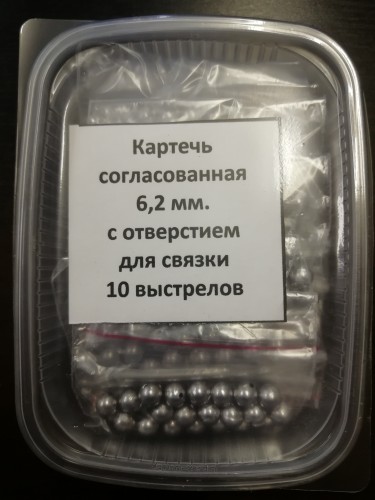 Картечь
согласованная
6,2 мм.
с отверстием
для связки
10 выстрелов